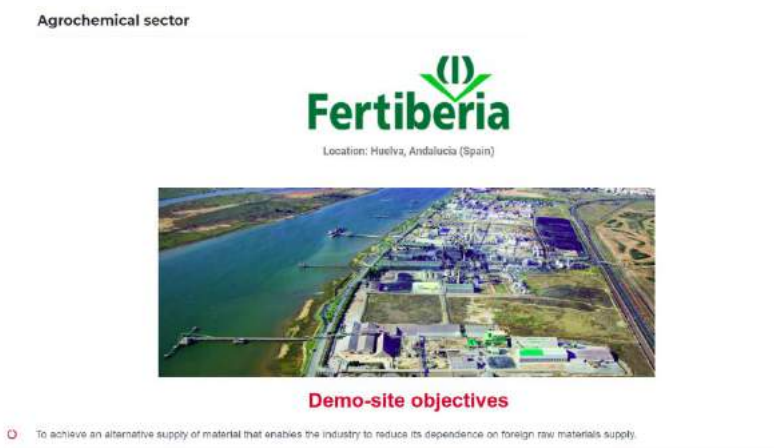 Agrochemical sector
Fertiberia
Location: Huelva, Andalucia (Spain)
Demo-site objectives
To achieve an alternative supply of material that enables the industry to reduce its dependence on foreign raw materials supply.